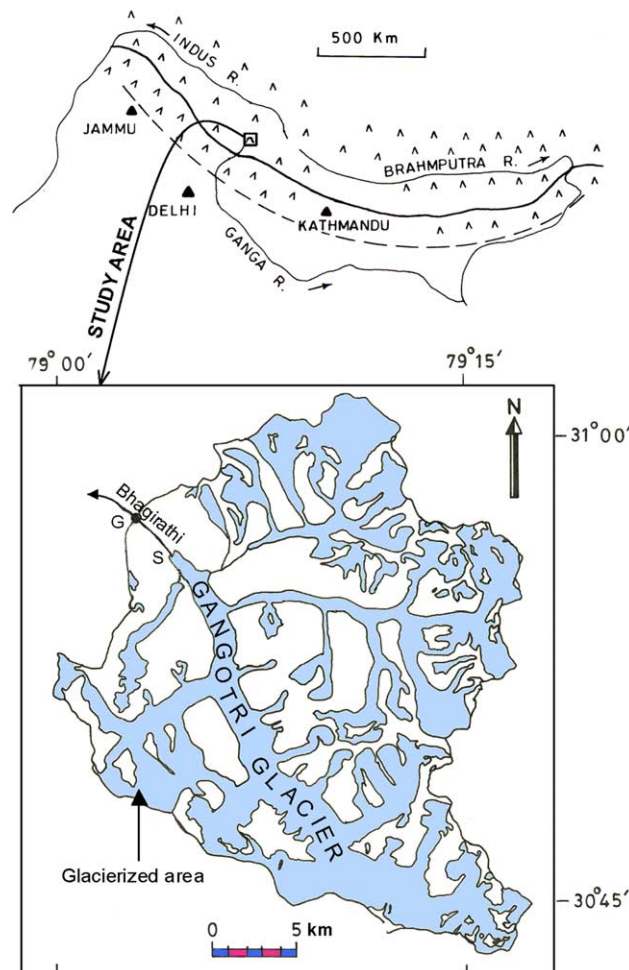 INDUS R.
500 Km
JAMMU
BRAHMPUTRA R.
DELHI
KATHMANDU
GANGA R.
STUDY AREA
79° 00′
79° 15′
N
31° 00′
Bhagirathi
G
S
GANGOTRI GLACIER
Glacierized area
30° 45′
0 5 km